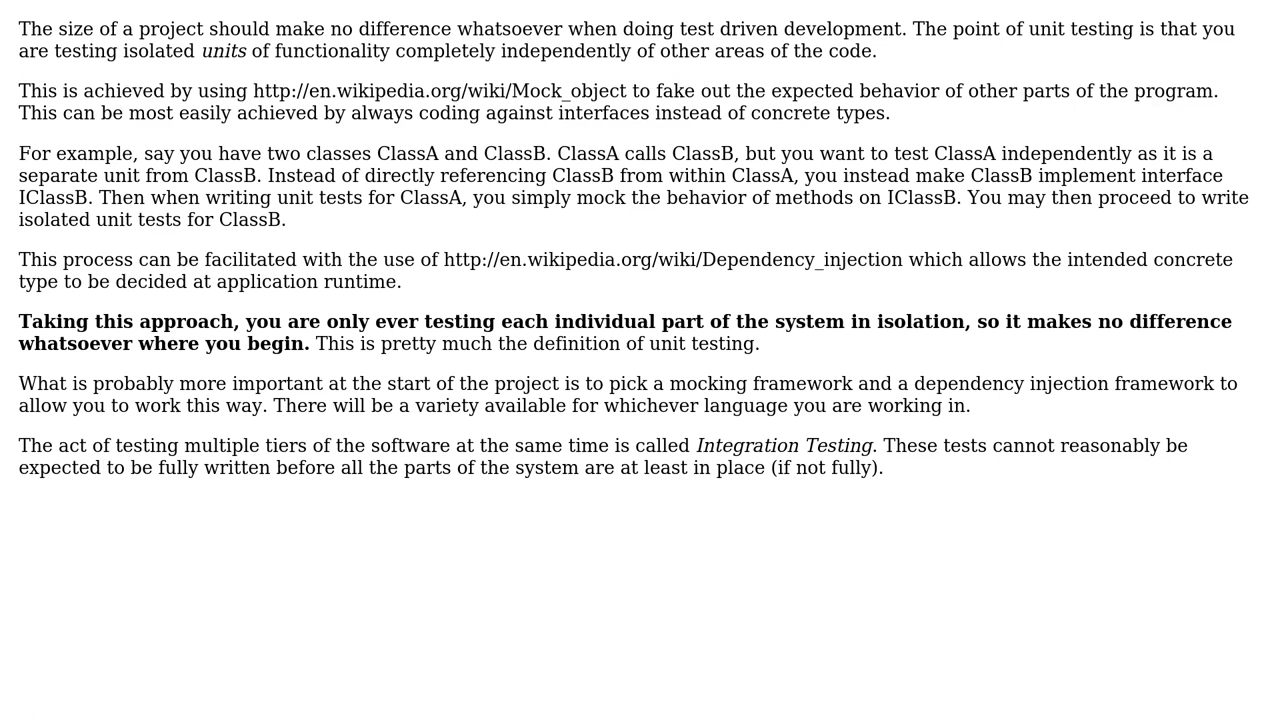 The size of a project should make no difference whatsoever when doing test driven development. The point of unit testing is that you
are testing isolated units of functionality completely independently of other areas of the code.
This is achieved by using http://en.wikipedia.org/wiki/Mock_object to fake out the expected behavior of other parts of the program.
This can be most easily achieved by always coding against interfaces instead of concrete types.
For example, say you have two classes ClassA and ClassB. ClassA calls ClassB, but you want to test ClassA independently as it is a
separate unit from ClassB. Instead of directly referencing ClassB from within ClassA, you instead make ClassB implement interface
IClassB. Then when writing unit tests for ClassA, you simply mock the behavior of methods on IClassB. You may then proceed to write
isolated unit tests for ClassB.
This process can be facilitated with the use of http://en.wikipedia.org/wiki/Dependency_injection which allows the intended concrete
type to be decided at application runtime.
Taking this approach, you are only ever testing each individual part of the system in isolation, so it makes no difference
whatsoever where you begin. This is pretty much the definition of unit testing.
What is probably more important at the start of the project is to pick a mocking framework and a dependency injection framework to
allow you to work this way. There will be a variety available for whichever language you are working in.
The act of testing multiple tiers of the software at the same time is called Integration Testing. These tests cannot reasonably be
expected to be fully written before all the parts of the system are at least in place (if not fully).